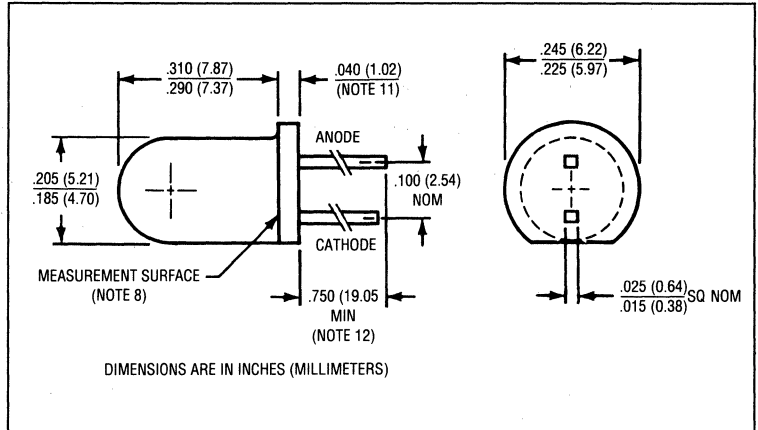 .310 (7.87)
.290 (7.37)
.040 (1.02)
(NOTE 11)
.245 (6.22)
.225 (5.97)
ANODE
.205 (5.21)
.185 (4.70)
.100 (2.54)
NOM
CATHODE
MEASUREMENT SURFACE
(NOTE 8)
.750 (19.05
MIN
(NOTE 12)
.025 (0.64)
.015 (0.38)
SQ NOM
DIMENSIONS ARE IN INCHES (MILLIMETERS)